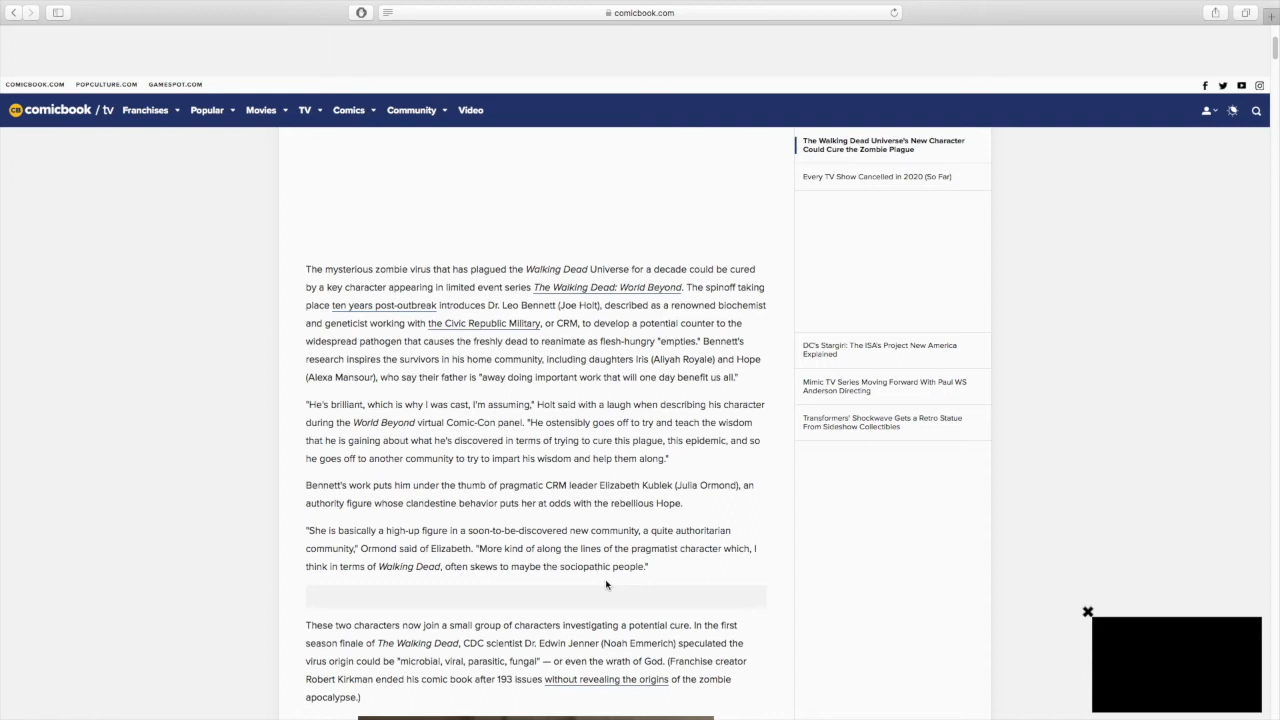 comicbook.com
COMICBOOK.COM POPCULTURE.COM GAMESPOT.COM
CB comicbook / tv Franchises Popular Movies TV Comics Community Video
The mysterious zombie virus that has plagued the Walking Dead Universe for a decade could be cured
by a key character appearing in limited event series The Walking Dead: World Beyond. The spinoff taking
place ten years post-outbreak introduces Dr. Leo Bennett (Joe Holt), described as a renowned biochemist
and geneticist working with the Civic Republic Military, or CRM, to develop a potential counter to the
widespread pathogen that causes the freshly dead to reanimate as flesh-hungry "empties." Bennett's
research inspires the survivors in his home community, including daughters Iris (Aliyah Royale) and Hope
(Alexa Mansour), who say their father is "away doing important work that will one day benefit us all."
"He's brilliant, which is why I was cast, I'm assuming," Holt said with a laugh when describing his character
during the World Beyond virtual Comic-Con panel. "He ostensibly goes off to try and teach the wisdom
that he is gaining about what he's discovered in terms of trying to cure this plague, this epidemic, and so
he goes off to another community to try to impart his wisdom and help them along."
Bennett's work puts him under the thumb of pragmatic CRM leader Elizabeth Kublek (Julia Ormond), an
authority figure whose clandestine behavior puts her at odds with the rebellious Hope.
"She is basically a high-up figure in a soon-to-be-discovered new community, a quite authoritarian
community," Ormond said of Elizabeth. "More kind of along the lines of the pragmatist character which, I
think in terms of Walking Dead, often skews to maybe the sociopathic people."
These two characters now join a small group of characters investigating a potential cure. In the first
season finale of The Walking Dead, CDC scientist Dr. Edwin Jenner (Noah Emmerich) speculated the
virus origin could be "microbial, viral, parasitic, fungal" — or even the wrath of God. (Franchise creator
Robert Kirkman ended his comic book after 193 issues without revealing the origins of the zombie
apocalypse.)
The Walking Dead Universe's New Character
Could Cure the Zombie Plague
Every TV Show Cancelled in 2020 (So Far)
DC's Stargirl: The ISA's Project New America
Explained
Mimic TV Series Moving Forward With Paul WS
Anderson Directing
Transformers' Shockwave Gets a Retro Statue
From Sideshow Collectibles